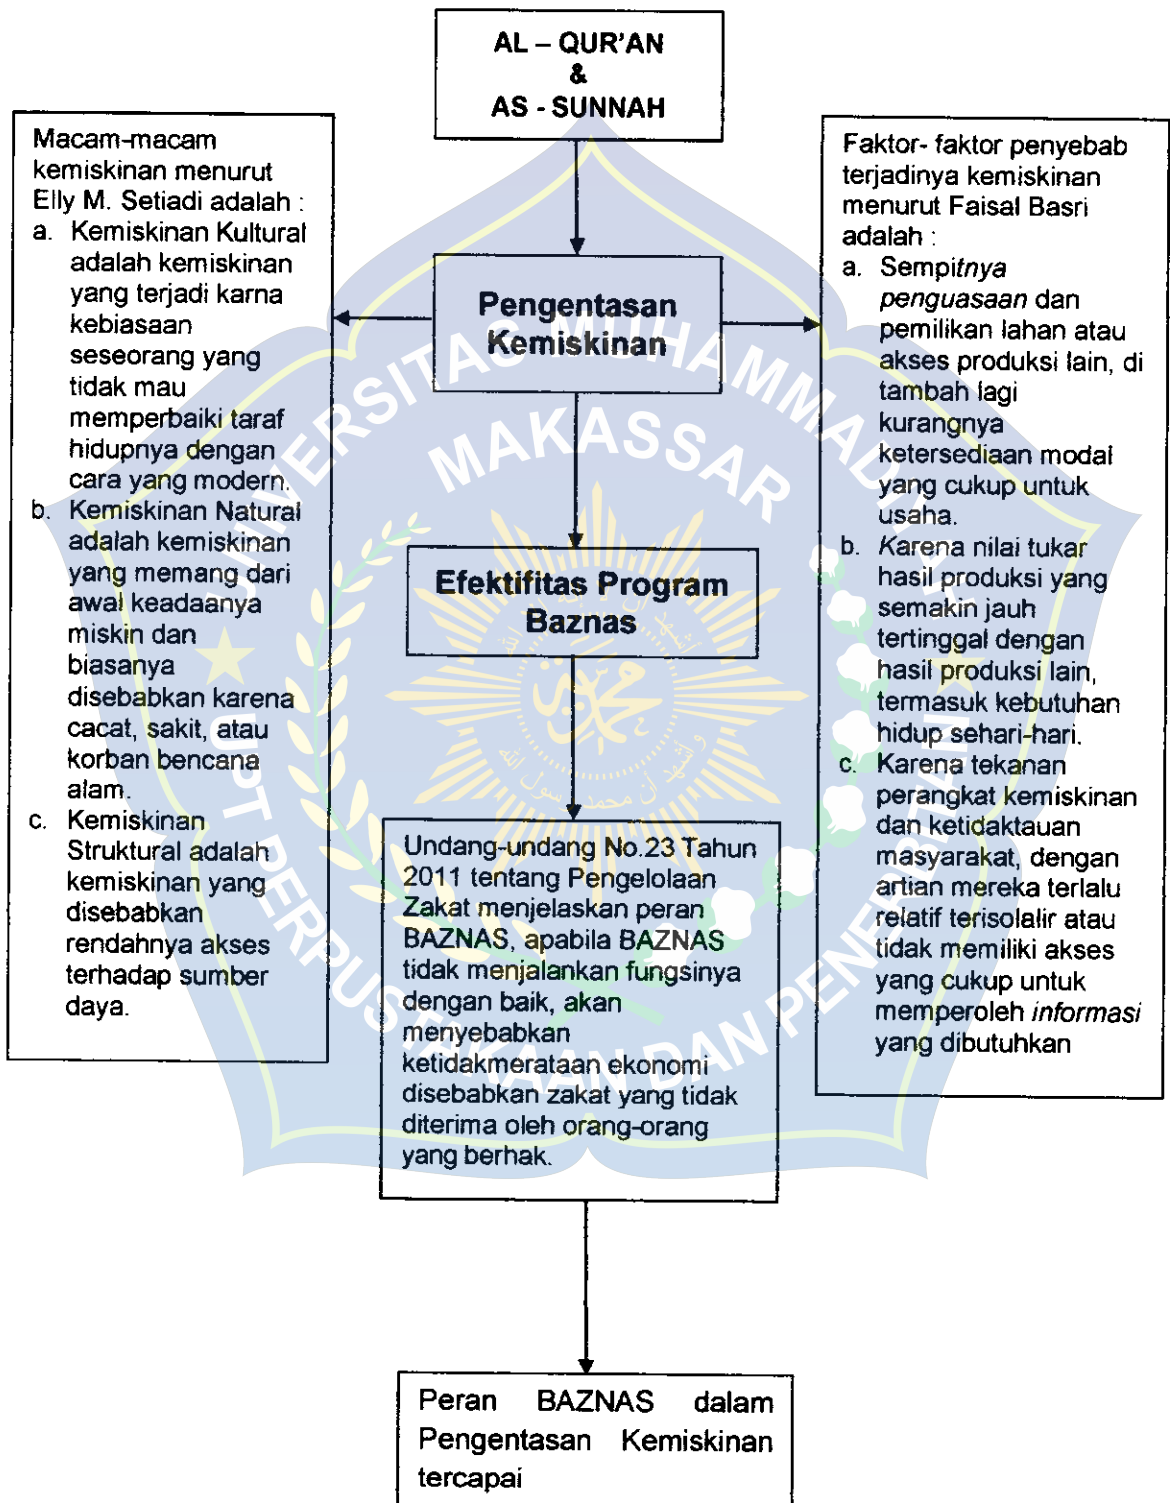 AL – QUR’AN
&
AS - SUNNAH
Macam-macam
kemiskinan menurut
Elly M. Setiadi adalah :
a. Kemiskinan Kultural
adalah kemiskinan
yang terjadi karna
kebiasaan
seseorang yang
tidak mau
memperbaiki taraf
hidupnya dengan
cara yang modern.
b. Kemiskinan Natural
adalah kemiskinan
yang memang dari
awal keadaanya
miskin dan
biasanya
disebabkan karena
cacat, sakit, atau
korban bencana
alam.
c. Kemiskinan
Struktural adalah
kemiskinan yang
disebabkan
rendahnya akses
terhadap sumber
daya.
Pengentasan
Kemiskinan
Faktor- faktor penyebab
terjadinya kemiskinan
menurut Faisal Basri
adalah :
a. Sempitnya
penguasaan dan
pemilikan lahan atau
akses produksi lain, di
tambah lagi
kurangnya
ketersediaan modal
yang cukup untuk
usaha.
b. Karena nilai tukar
hasil produksi yang
semakin jauh
tertinggal dengan
hasil produksi lain,
termasuk kebutuhan
hidup sehari-hari.
c. Karena tekanan
perangkat kemiskinan
dan ketidaktauan
masyarakat, dengan
artian mereka terlalu
relatif terisolalir atau
tidak memiliki akses
yang cukup untuk
memperoleh informasi
yang dibutuhkan
Efektifitas Program
Baznas
Undang-undang No.23 Tahun
2011 tentang Pengelolaan
Zakat menjelaskan peran
BAZNAS, apabila BAZNAS
tidak menjalankan fungsinya
dengan baik, akan
menyebabkan
ketidakmerataan ekonomi
disebabkan zakat yang tidak
diterima oleh orang-orang
yang berhak.
Peran BAZNAS dalam
Pengentasan Kemiskinan
tercapai
UNIVERSITAS MUHAMMADIYAH
MAKASSAR
محمد
UPT PERPUSTAKAAN DAN PENERBITAN